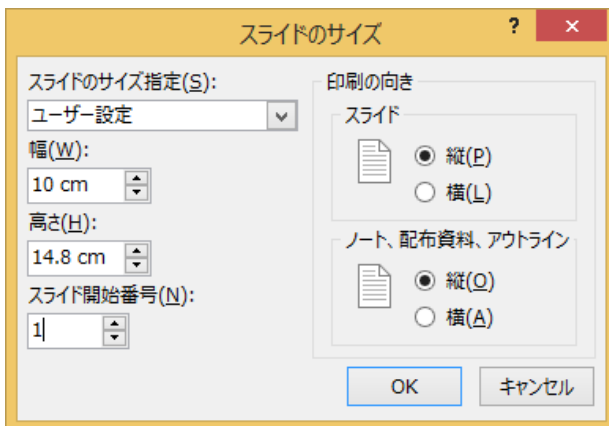 スライドのサイズ
?
×
スライドのサイズ指定(S):
ユーザー設定
幅(W):
10 cm
高さ(H):
14.8 cm
スライド開始番号(N):
1
印刷の向き
スライド
縦(P)
横(L)
ノート、配布資料、アウトライン
縦(O)
横(A)
OK
キャンセル